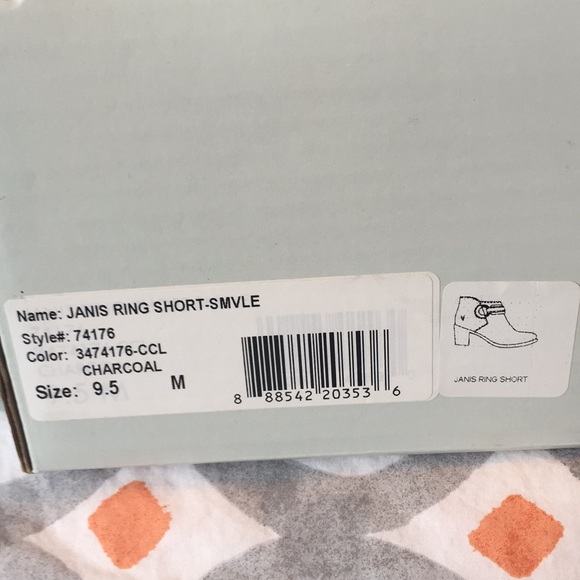 Name: JANIS RING SHORT-SMVLE
Style#: 74176
Color: 3474176-CCL
CHARCOAL
Size: 9.5 M
8 88542 20353 6
JANIS RING SHORT